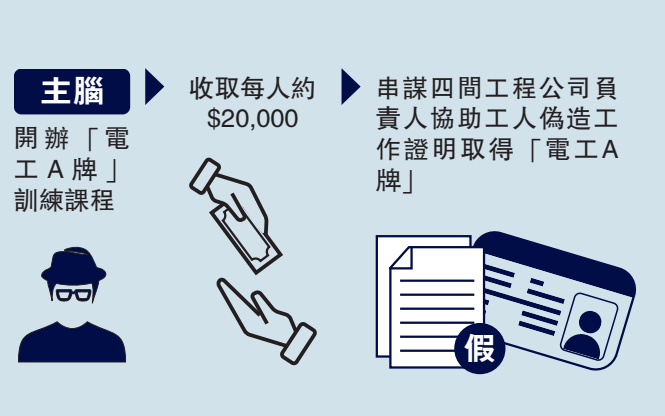 主腦
開辦「電
工A牌」
訓練課程
收取每人約
$20,000
串謀四間工程公司負
責人協助工人偽造工
作證明取得「電工A
牌」
假